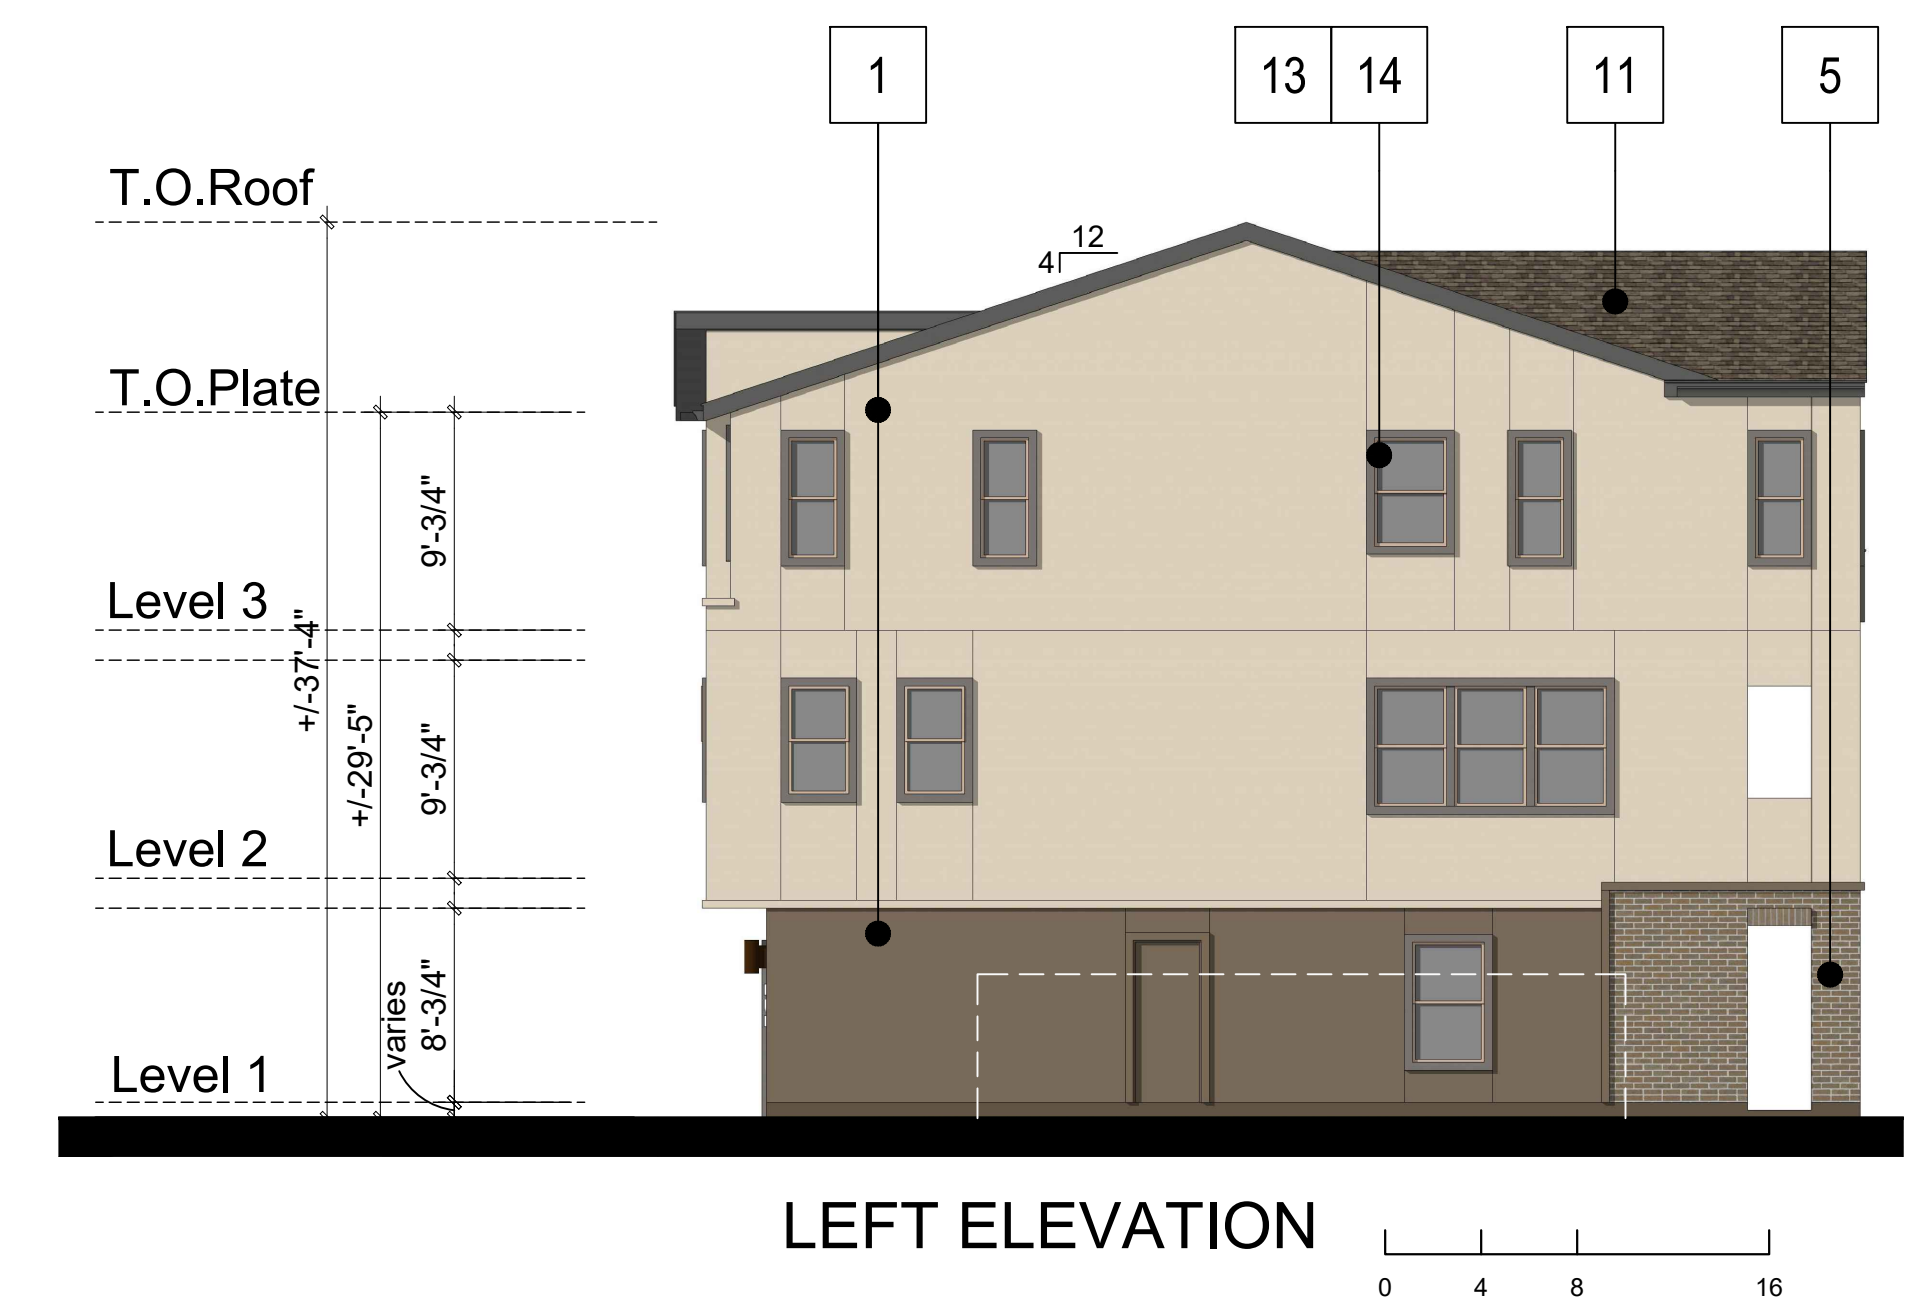 1
13 14
11
5
T.O.Roof
12
4
T.O.Plate
9'-3/4"
Level 3
+/-37'-4"
+/-29'-5"
9'-3/4"
Level 2
8'-3/4"
varies
Level 1
LEFT ELEVATION
0 4 8 16